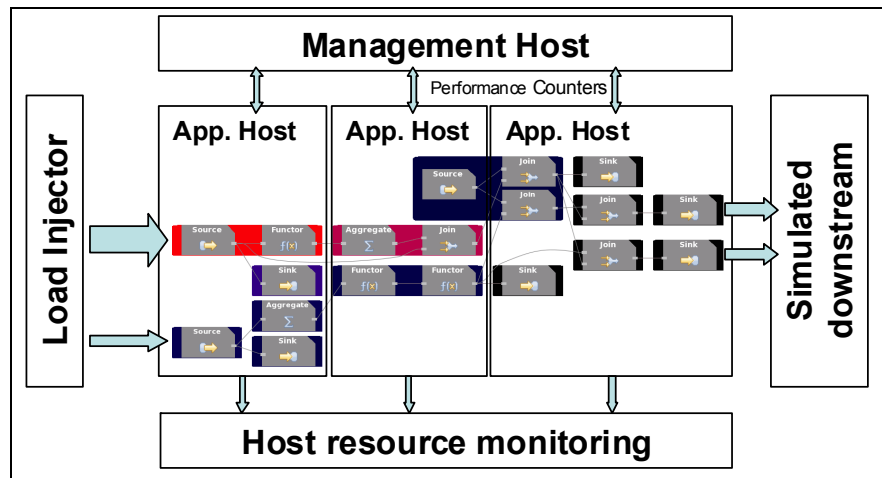 Management Host
Performance Counters
Load Injector
App. Host
App. Host
App. Host
Source
Functor
f(x)
Sink
Aggregate
Σ
Source
Sink
Aggregate
Σ
Join
Functor
f(x)
Functor
f(x)
Source
Join
Sink
Join
Join
Sink
Join
Sink
Sink
Simulated
downstream
Host resource monitoring